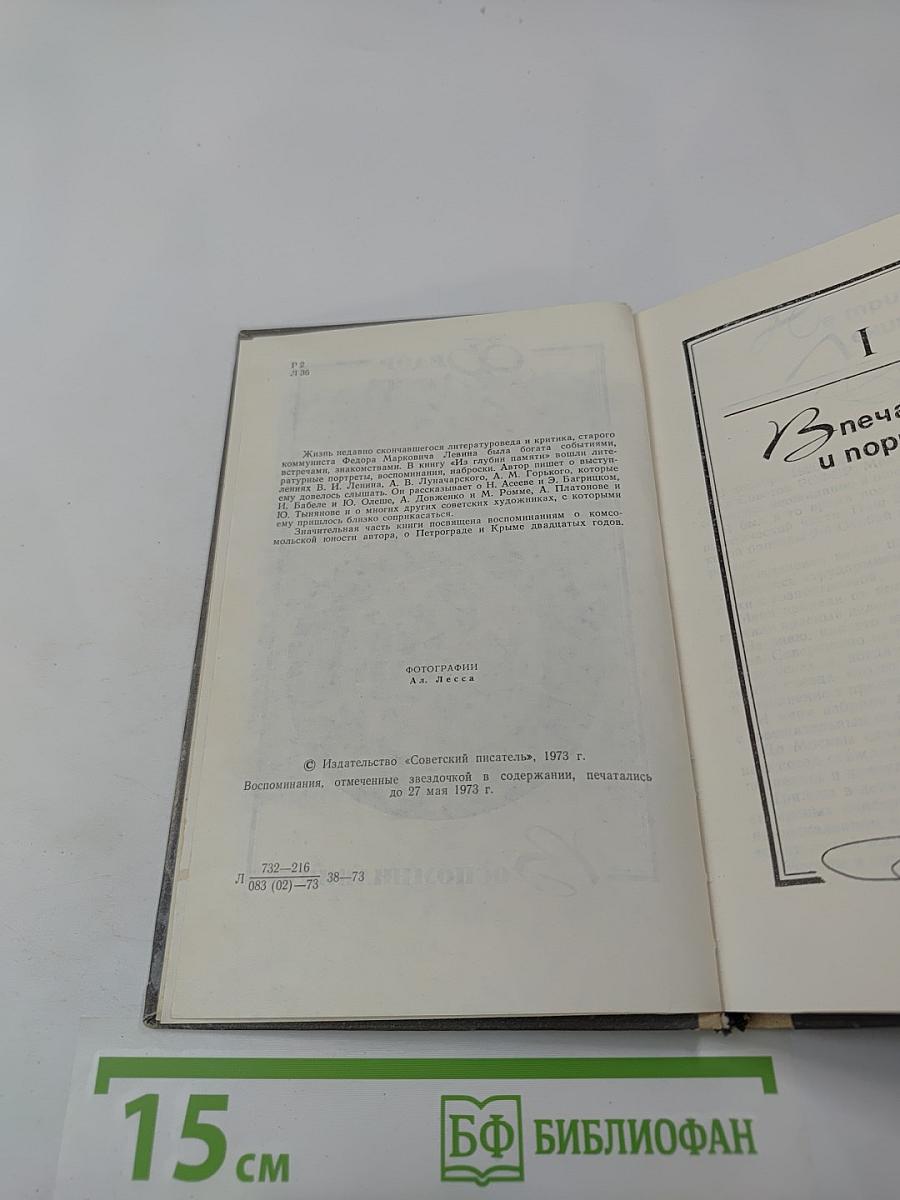 Р 2
Л 36
Жизнь недавно скончавшегося литературоведа и критика, старого
коммуниста Федора Марковича Левина была богата событиями,
встречами, знакомствами. В книгу «Из глубин памяти» вошли лите-
ратурные портреты, воспоминания, наброски. Автор пишет о выступ-
лениях В. И. Ленина, А. В. Луначарского, А. М. Горького, которые
ему довелось слышать. Он рассказывает о Н. Асееве и Э. Багрицком,
И. Бабеле и Ю. Олеше, А. Довженко и М. Ромме, А. Платонове и
Ю. Тынянове и о многих других советских художниках, с которыми
ему пришлось близко соприкасаться.
Значительная часть книги посвящена воспоминаниям о комсо-
мольской юности автора, о Петрограде и Крыме двадцатых годов.
ФОТОГРАФИИ
Ал. Лесса
© Издательство «Советский писатель», 1973 г.
Воспоминания, отмеченные звездочкой в содержании, печатались
до 27 мая 1973 г.
Л 732—216 38—73
083 (02)—73
I
Впеча
и пор
15 см
БФ БИБЛИОФАН